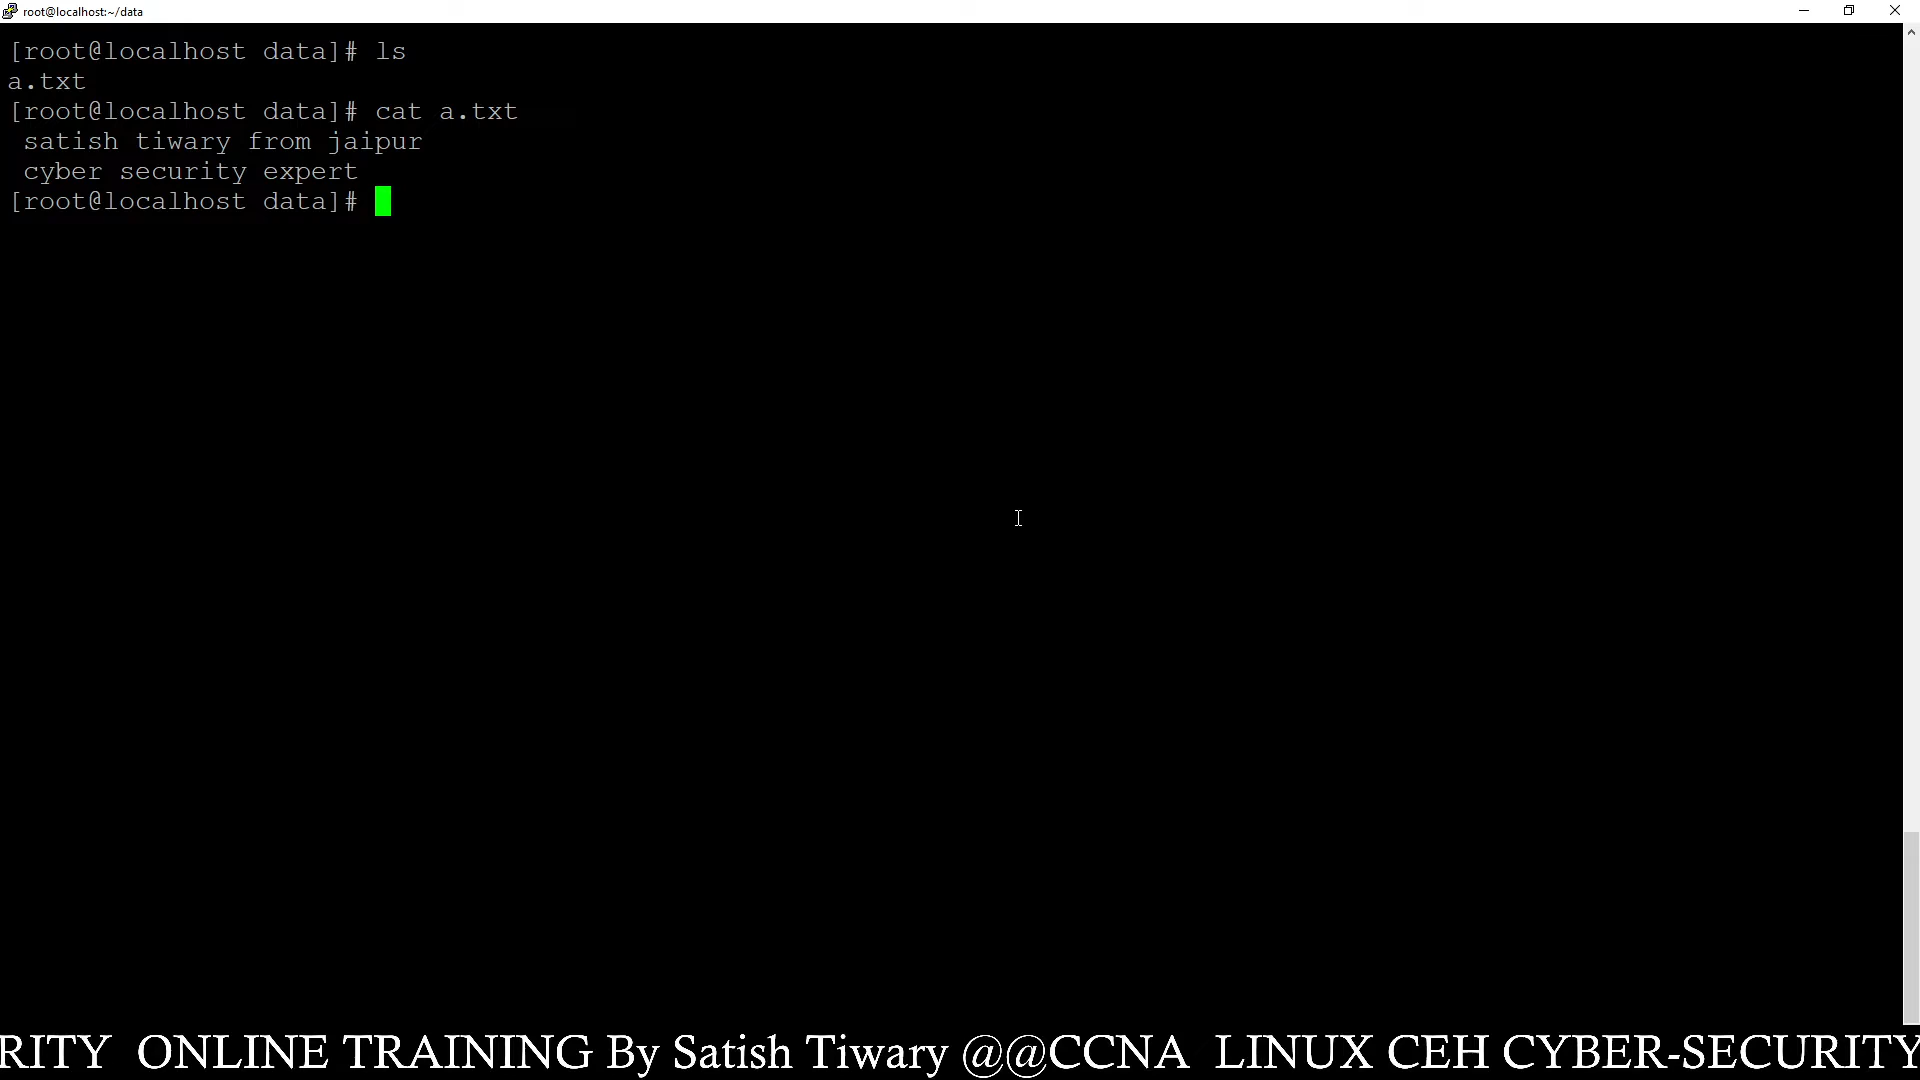 root@localhost:~/data
[root@localhost data]# ls
a.txt
[root@localhost data]# cat a.txt
 satish tiwary from jaipur
 cyber security expert
[root@localhost data]#
RITY  ONLINE TRAINING By Satish Tiwary @@CCNA  LINUX CEH CYBER-SECURITY